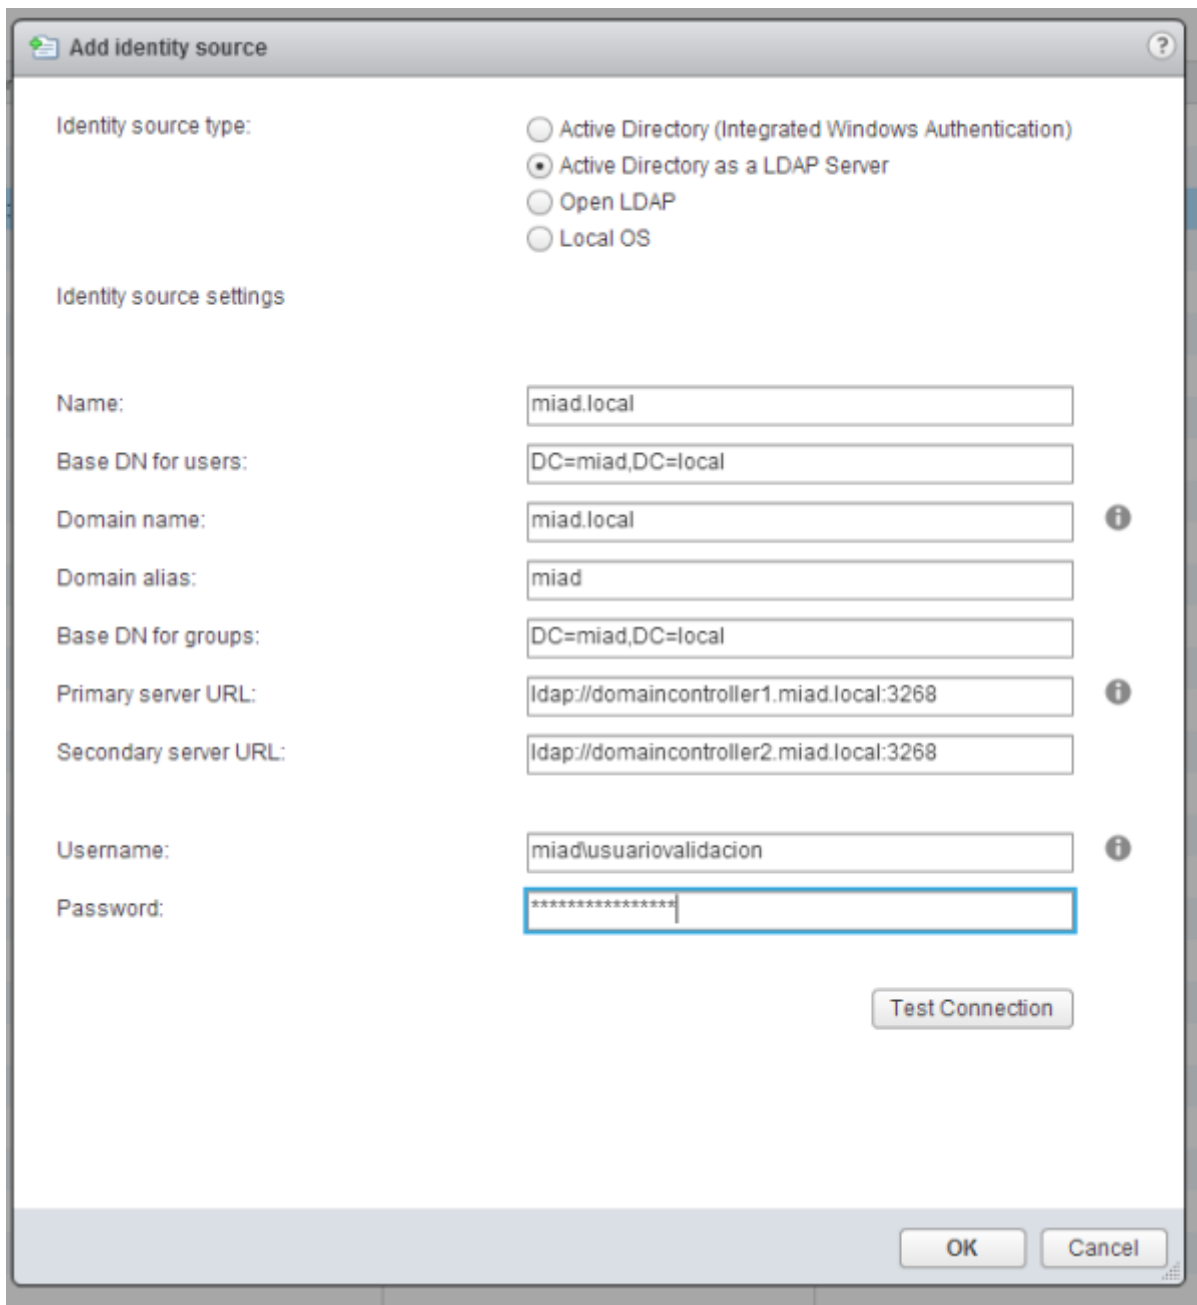 Add identity source
?
Identity source type:
Active Directory (Integrated Windows Authentication)
Active Directory as a LDAP Server
Open LDAP
Local OS
Identity source settings
Name: miad.local
Base DN for users: DC=miad,DC=local
Domain name: miad.local
Domain alias: miad
Base DN for groups: DC=miad,DC=local
Primary server URL: ldap://domaincontroller1.miad.local:3268
Secondary server URL: ldap://domaincontroller2.miad.local:3268
Username: miad\usuariovalidacion
Password: ****************
Test Connection
OK Cancel